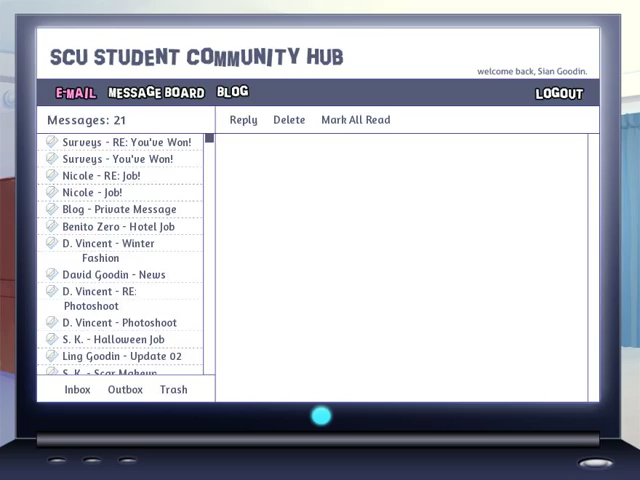 SCU STUDENT COMMUNITY HUB
welcome back, Sian Goodin.
E-MAIL MESSAGE BOARD BLOG LOGOUT
Messages: 21
Reply Delete Mark All Read
Surveys - RE: You've Won!
Surveys - You've Won!
Nicole - RE: Job!
Nicole - Job!
Blog - Private Message
Benito Zero - Hotel Job
D. Vincent - Winter
Fashion
David Goodin - News
D. Vincent - RE:
Photoshoot
D. Vincent - Photoshoot
S. K. - Halloween Job
Ling Goodin - Update 02
S. K. - Scar Makeup
Inbox Outbox Trash